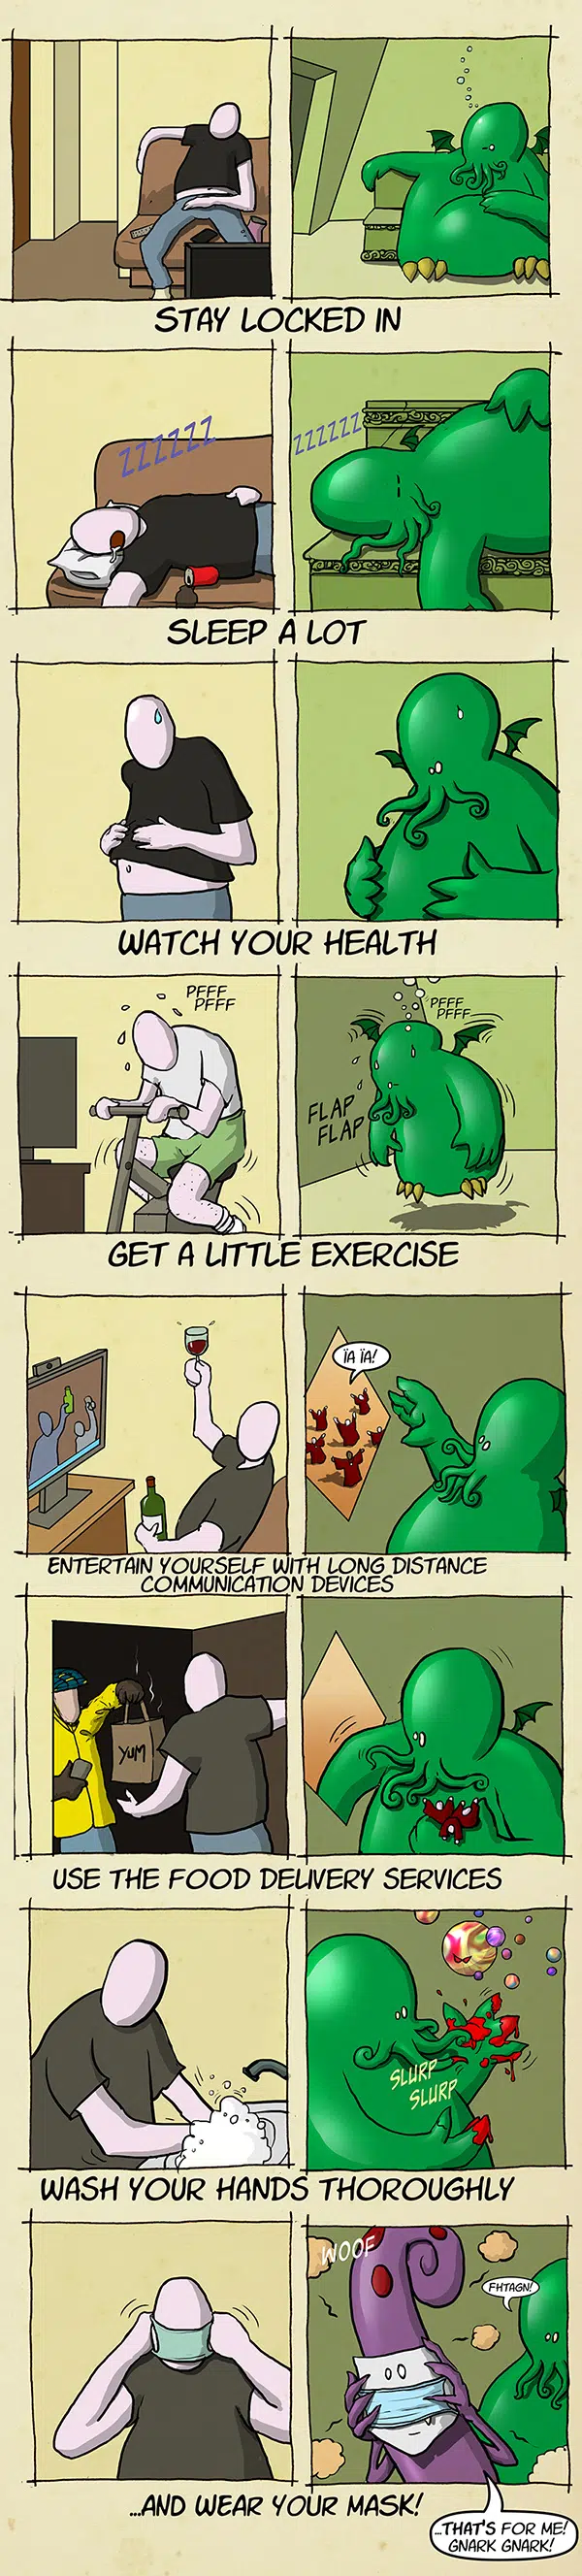 STAY LOCKED IN
ZZZZZZ
ZZZZZZ
SLEEP A LOT
WATCH YOUR HEALTH
PFFF
PFFF
PFFF
PFFF
FLAP
FLAP
GET A LITTLE EXERCISE
ÏA ÏA!
ENTERTAIN YOURSELF WITH LONG DISTANCE
COMMUNICATION DEVICES
YUM
USE THE FOOD DELIVERY SERVICES
SLURP
SLURP
WASH YOUR HANDS THOROUGHLY
WOOF
FHTAGN!
...AND WEAR YOUR MASK!
...THAT'S FOR ME!
GNARK GNARK!